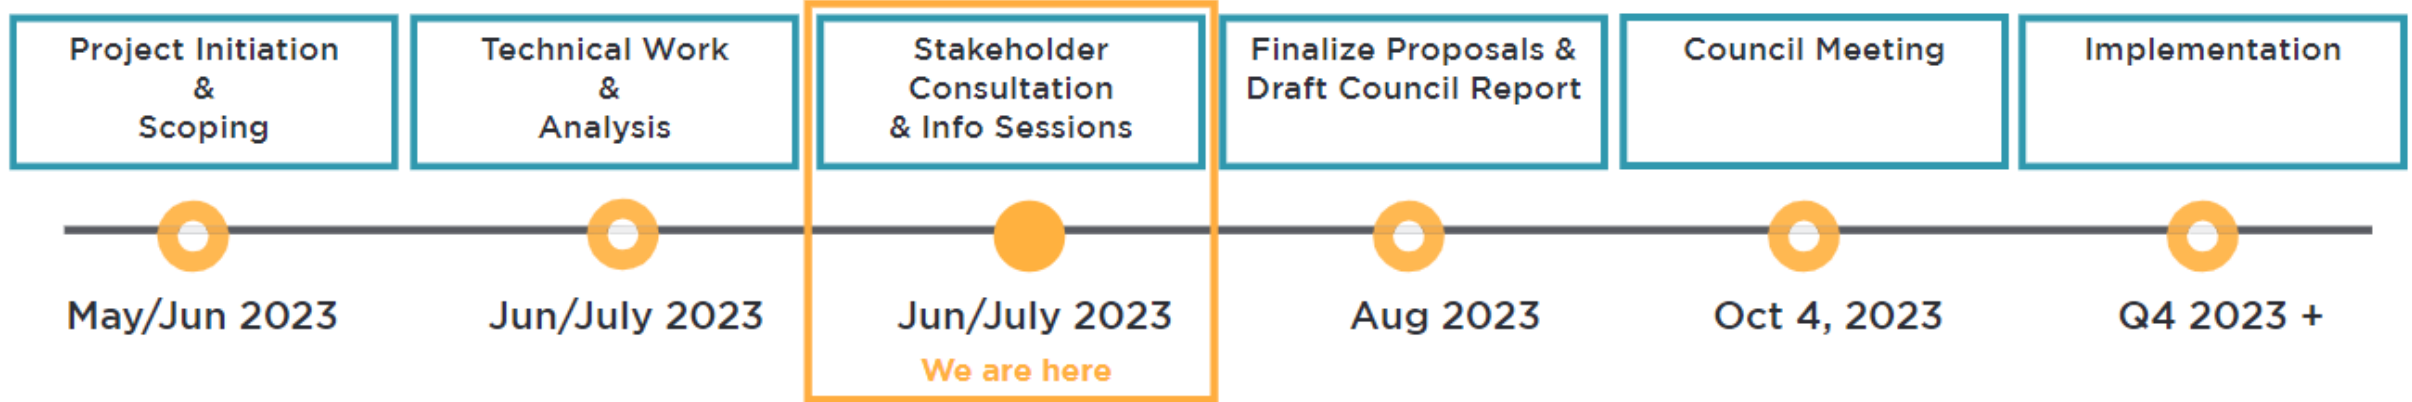 Project Initiation
&
Scoping
Technical Work
&
Analysis
Stakeholder
Consultation
& Info Sessions
Finalize Proposals &
Draft Council Report
Council Meeting
Implementation
May/Jun 2023
Jun/July 2023
Jun/July 2023
We are here
Aug 2023
Oct 4, 2023
Q4 2023 +